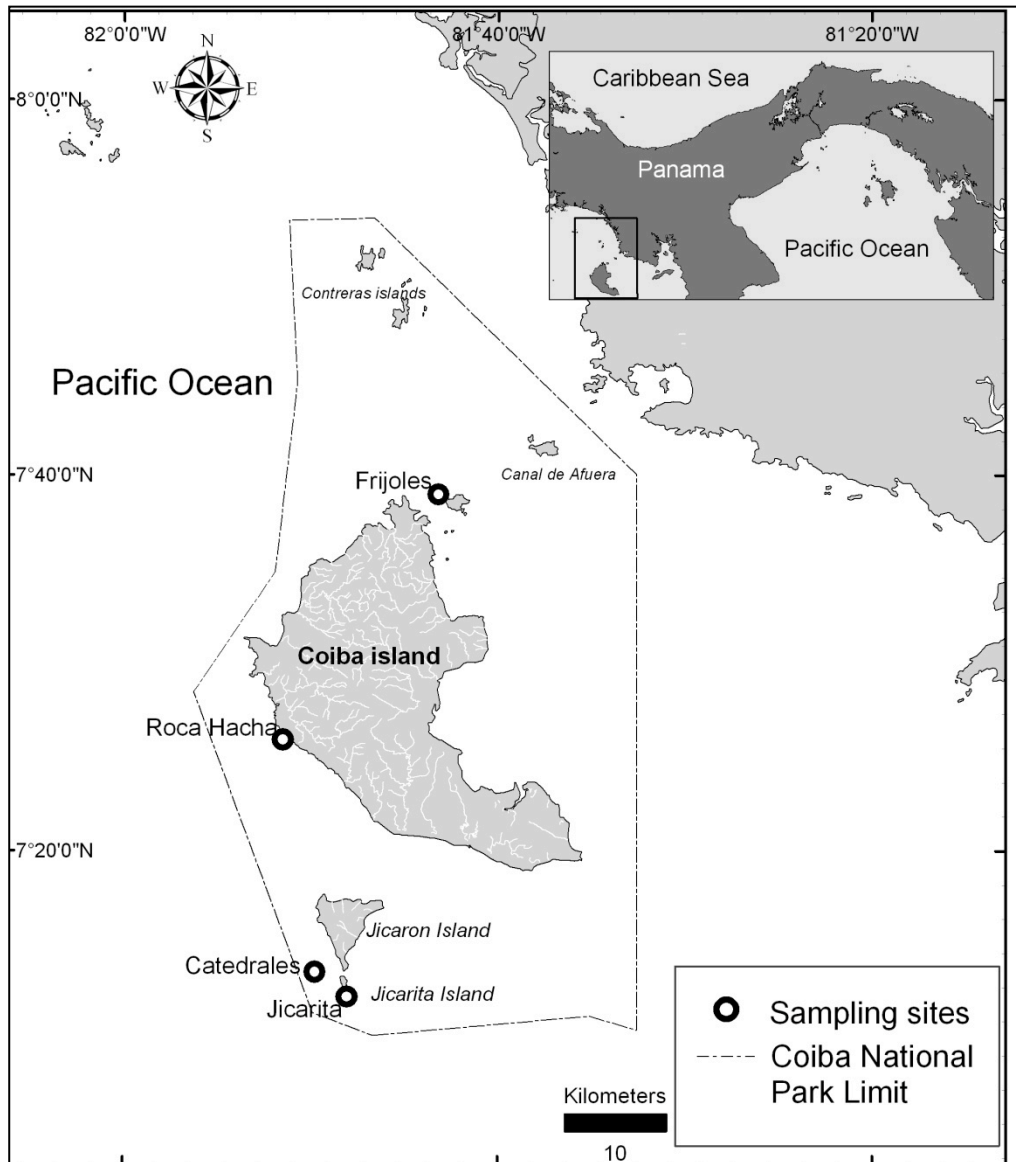 82°0'0"W
81°40'0"W
81°20'0"W
N
W E
S
8°0'0"N
Caribbean Sea
Panama
Pacific Ocean
Contreras islands
Pacific Ocean
7°40'0"N
Frijoles
Canal de Afuera
Coiba island
Roca Hacha
7°20'0"N
Jicaron Island
Catedrales
Jicarita Island
Jicarita
Sampling sites
Coiba National
Park Limit
Kilometers
10